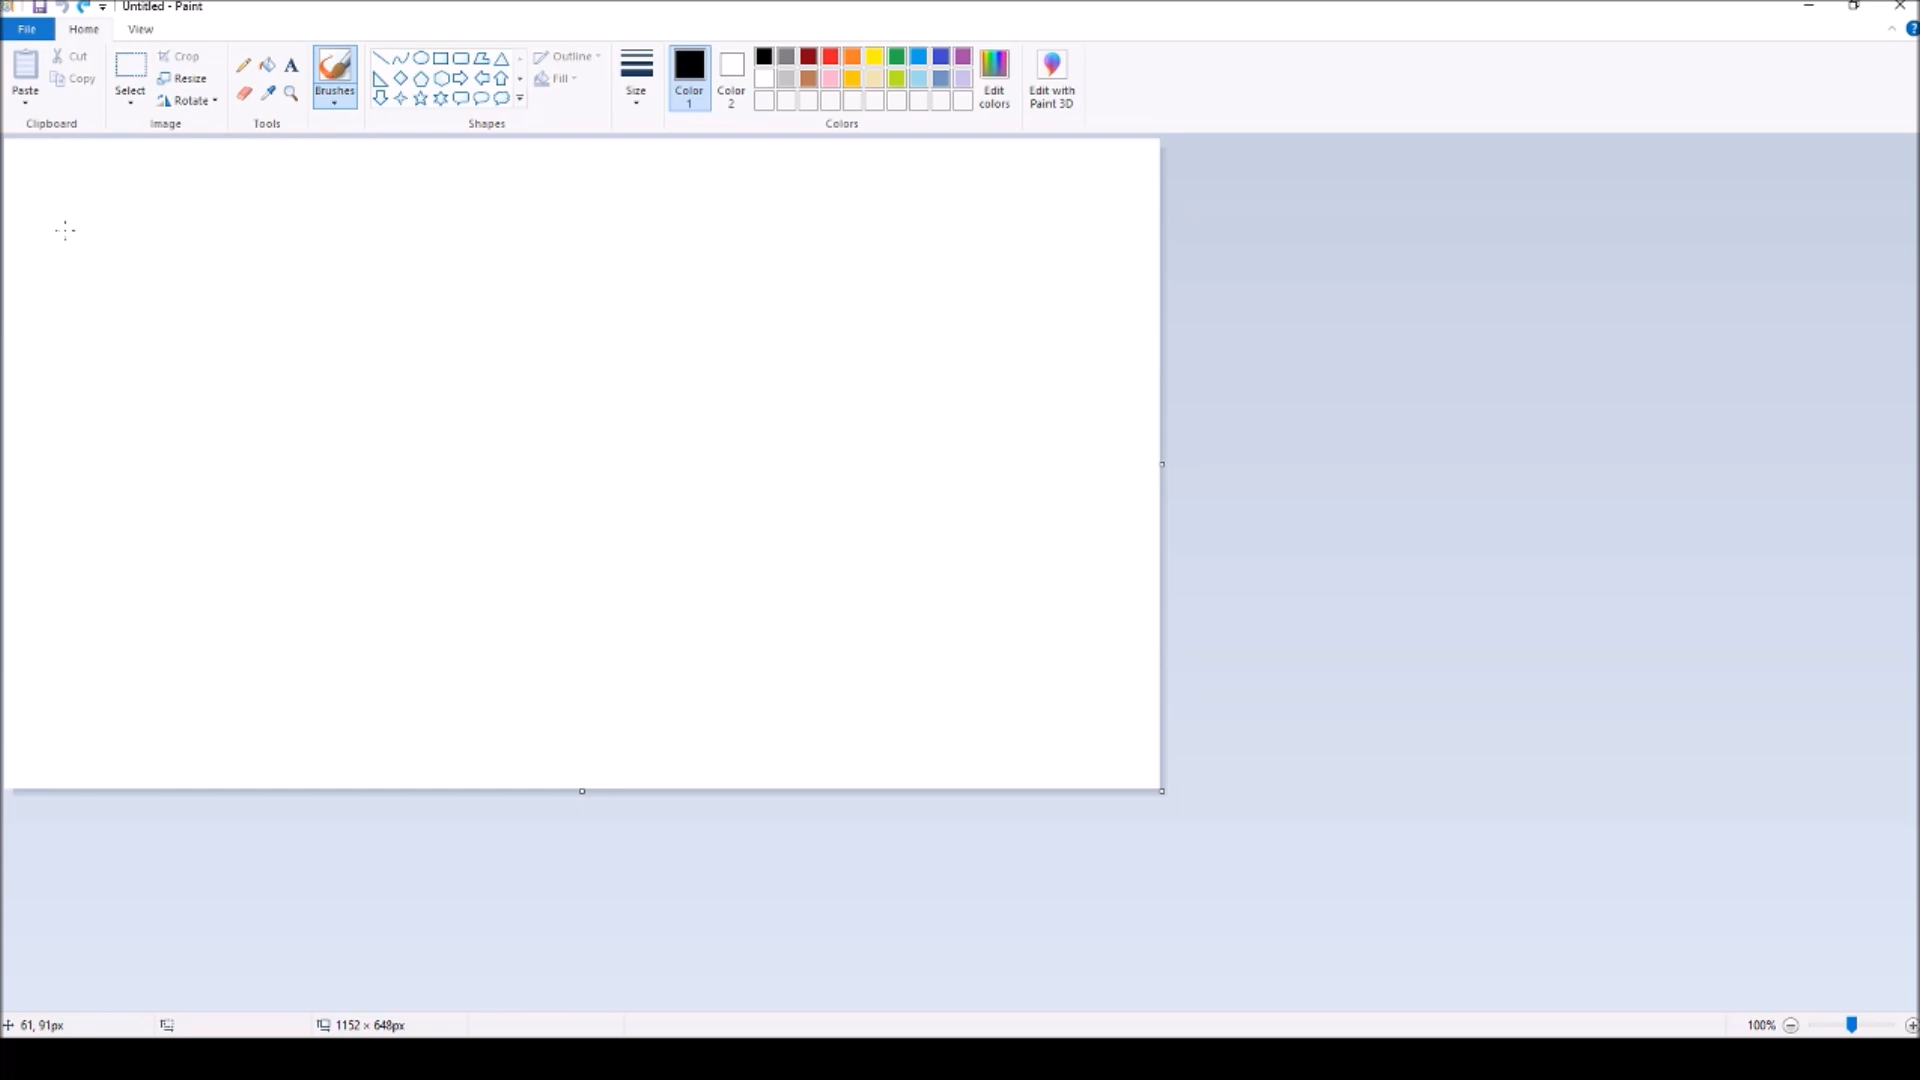 Untitled - Paint
File Home View
Paste
Cut
Copy
Clipboard
Select
Crop
Resize
Rotate
Image
A
Tools
Brushes
Shapes
Outline
Fill
Size
Color 1
Color 2
Colors
Edit colors
Edit with Paint 3D
61, 91px
1152 × 648px
100%